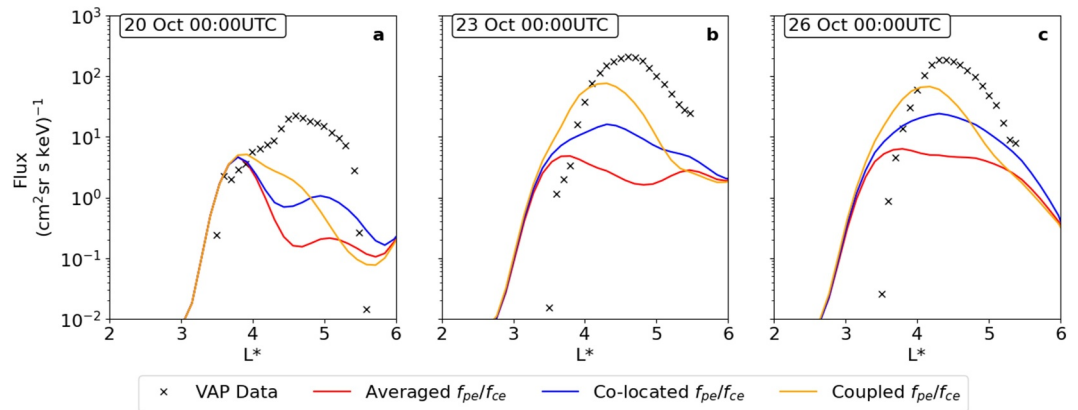 20 Oct 00:00UTC
a
23 Oct 00:00UTC
b
26 Oct 00:00UTC
c
Flux
(cm²sr s keV)⁻¹
10³
10²
10¹
10⁰
10⁻¹
10⁻²
2 3 4 5 6
2 3 4 5 6
2 3 4 5 6
L*
L*
L*
VAP Data
Averaged fpe/fce
Co-located fpe/fce
Coupled fpe/fce